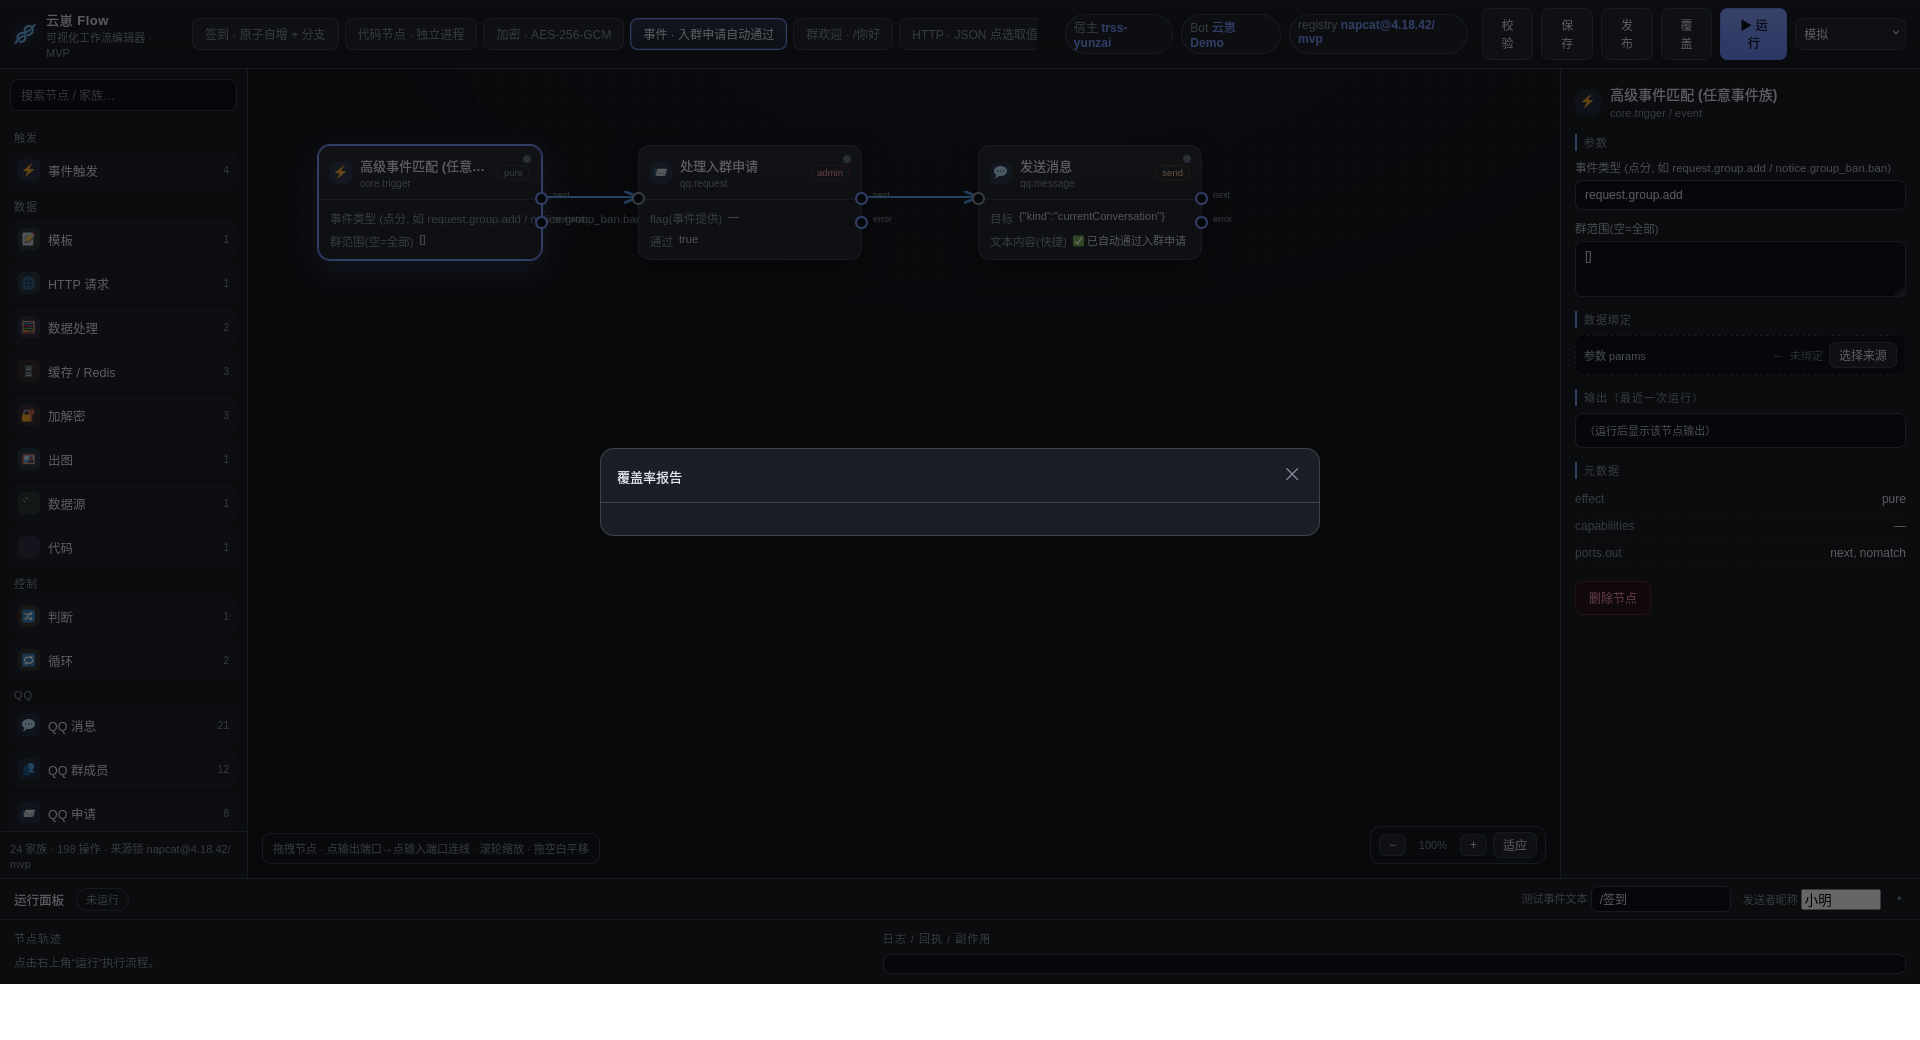 云崽 Flow
可视化工作流编辑器 ·
MVP
签到 · 原子自增 + 分支
代码节点 · 独立进程
加密 · AES-256-GCM
事件 · 入群申请自动通过
群欢迎 · /你好
HTTP · JSON 点选取值
宿主 trss-
yunzai
Bot 云崽
Demo
registry napcat@4.18.42/
mvp
校
验
保
存
发
布
覆
盖
▶ 运
行
模拟
搜索节点 / 家族…
触发
事件触发 4
数据
模板 1
HTTP 请求 1
数据处理 2
缓存 / Redis 3
加解密 3
出图 1
数据源 1
代码 1
控制
判断 1
循环 2
QQ
QQ 消息 21
QQ 群成员 12
QQ 申请 8
24 家族 · 198 操作 · 来源锁 napcat@4.18.42/
mvp
高级事件匹配 (任意…
pure
core.trigger
next
事件类型 (点分, 如 request.group.add / notice.group_ban.ban)
群范围(空=全部) []
处理入群申请
admin
qq.request
next
flag(事件提供) —
error
通过 true
发送消息
send
qq.message
next
目标 {"kind":"currentConversation"}
error
文本内容(快捷) ✅已自动通过入群申请
覆盖率报告
拖拽节点 · 点输出端口→点输入端口连线 · 滚轮缩放 · 拖空白平移
− 100% + 适应
高级事件匹配 (任意事件族)
core.trigger / event
参数
事件类型 (点分, 如 request.group.add / notice.group_ban.ban)
request.group.add
群范围(空=全部)
[]
数据绑定
参数 params ← 未绑定 选择来源
输出（最近一次运行）
（运行后显示该节点输出）
元数据
effect pure
capabilities —
ports.out next, nomatch
删除节点
运行面板 未运行
测试事件文本 /签到 发送者昵称 小明
节点轨迹
点击右上角“运行”执行流程。
日志 / 回执 / 副作用